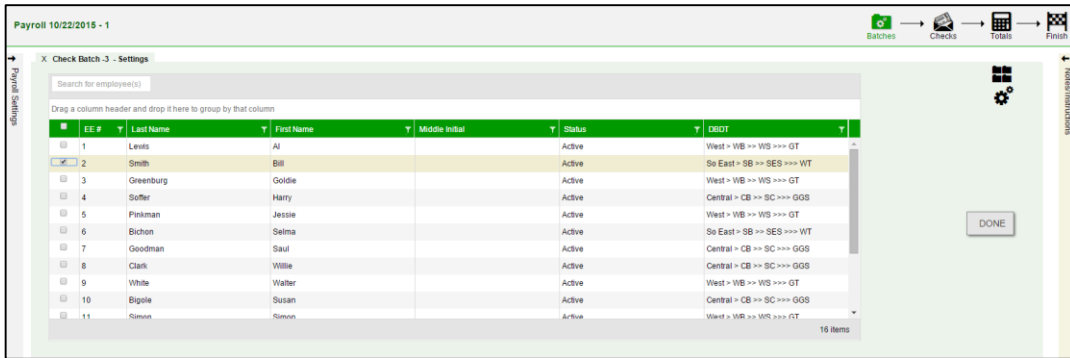 Payroll 10/22/2015 - 1
Batches Checks Totals Finish
Payroll Settings
X Check Batch -3 - Settings
Notes/Instructions
Search for employee(s)
Drag a column header and drop it here to group by that column
EE # Last Name First Name Middle Initial Status DBDT
1 Lewis Al Active West > WB >> WS >>> GT
2 Smith Bill Active So East > SB >> SES >>> WT
3 Greenburg Goldie Active West > WB >> WS >>> GT
4 Soffer Harry Active Central > CB >> SC >>> GGS
5 Pinkman Jessie Active West > WB >> WS >>> GT
6 Bichon Selma Active So East > SB >> SES >>> WT
7 Goodman Saul Active Central > CB >> SC >>> GGS
8 Clark Willie Active Central > CB >> SC >>> GGS
9 White Walter Active West > WB >> WS >>> GT
10 Bigole Susan Active Central > CB >> SC >>> GGS
11 Simon Simon Active West > WB >> WS >>> GT
DONE
16 items